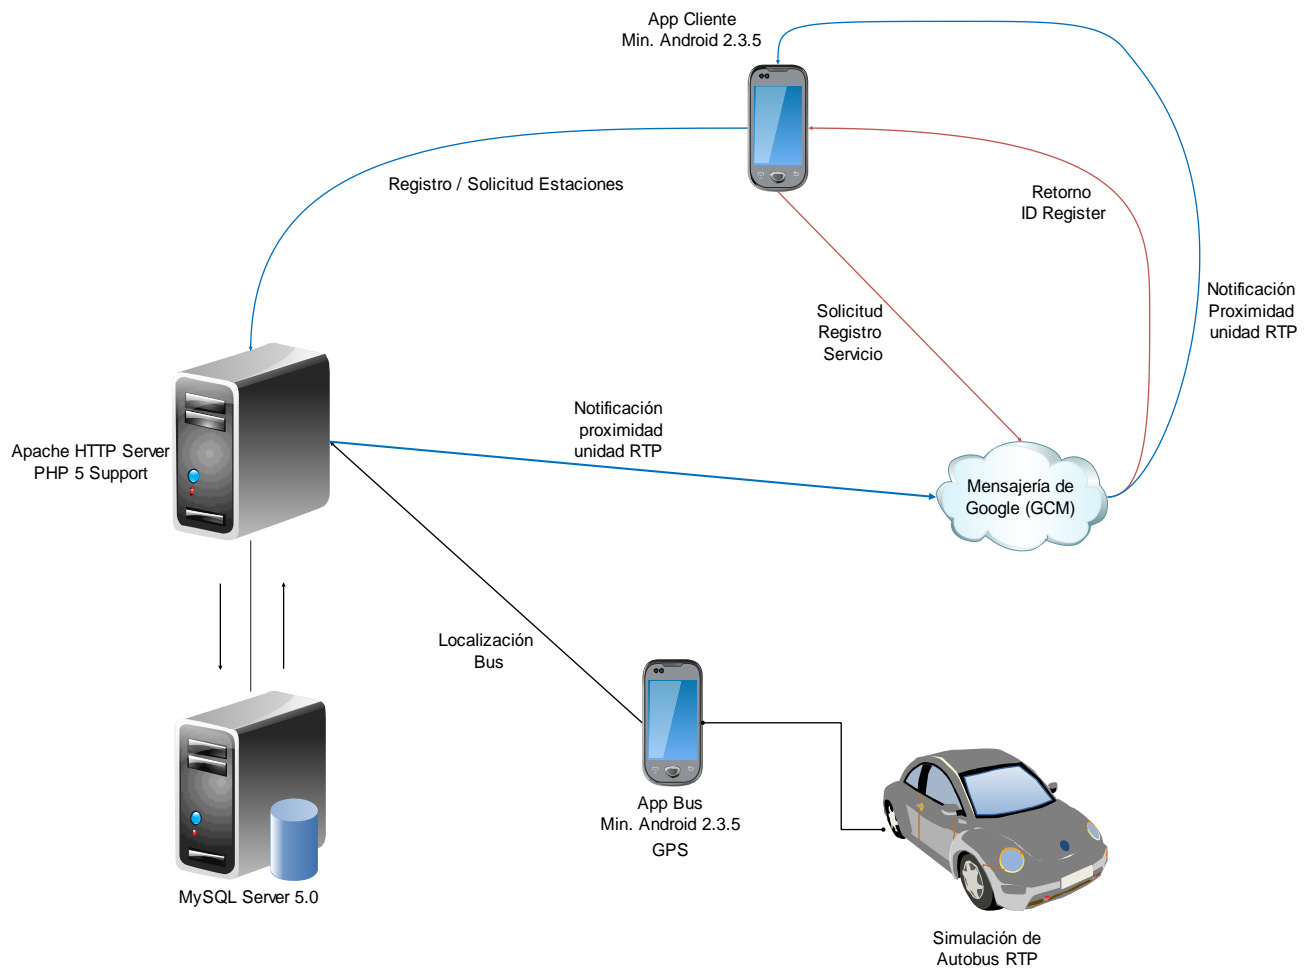 App Cliente
Min. Android 2.3.5
Registro / Solicitud Estaciones
Retorno
ID Register
Solicitud
Registro
Servicio
Notificación
Proximidad
unidad RTP
Notificación
proximidad
unidad RTP
Apache HTTP Server
PHP 5 Support
Mensajería de
Google (GCM)
Localización
Bus
App Bus
Min. Android 2.3.5
GPS
MySQL Server 5.0
Simulación de
Autobus RTP